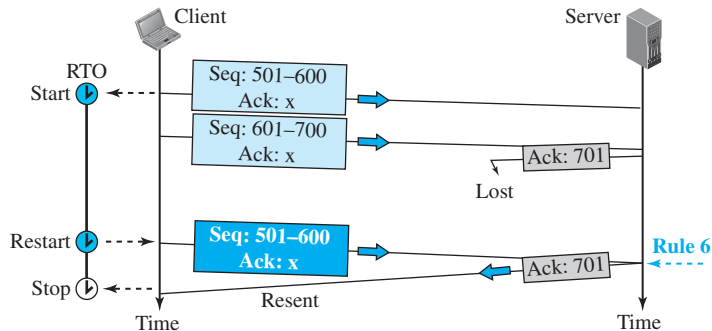 Client
Server
RTO
Start
Seq: 501–600
Ack: x
Seq: 601–700
Ack: x
Ack: 701
Lost
Restart
Seq: 501–600
Ack: x
Rule 6
Ack: 701
Stop
Resent
Time
Time